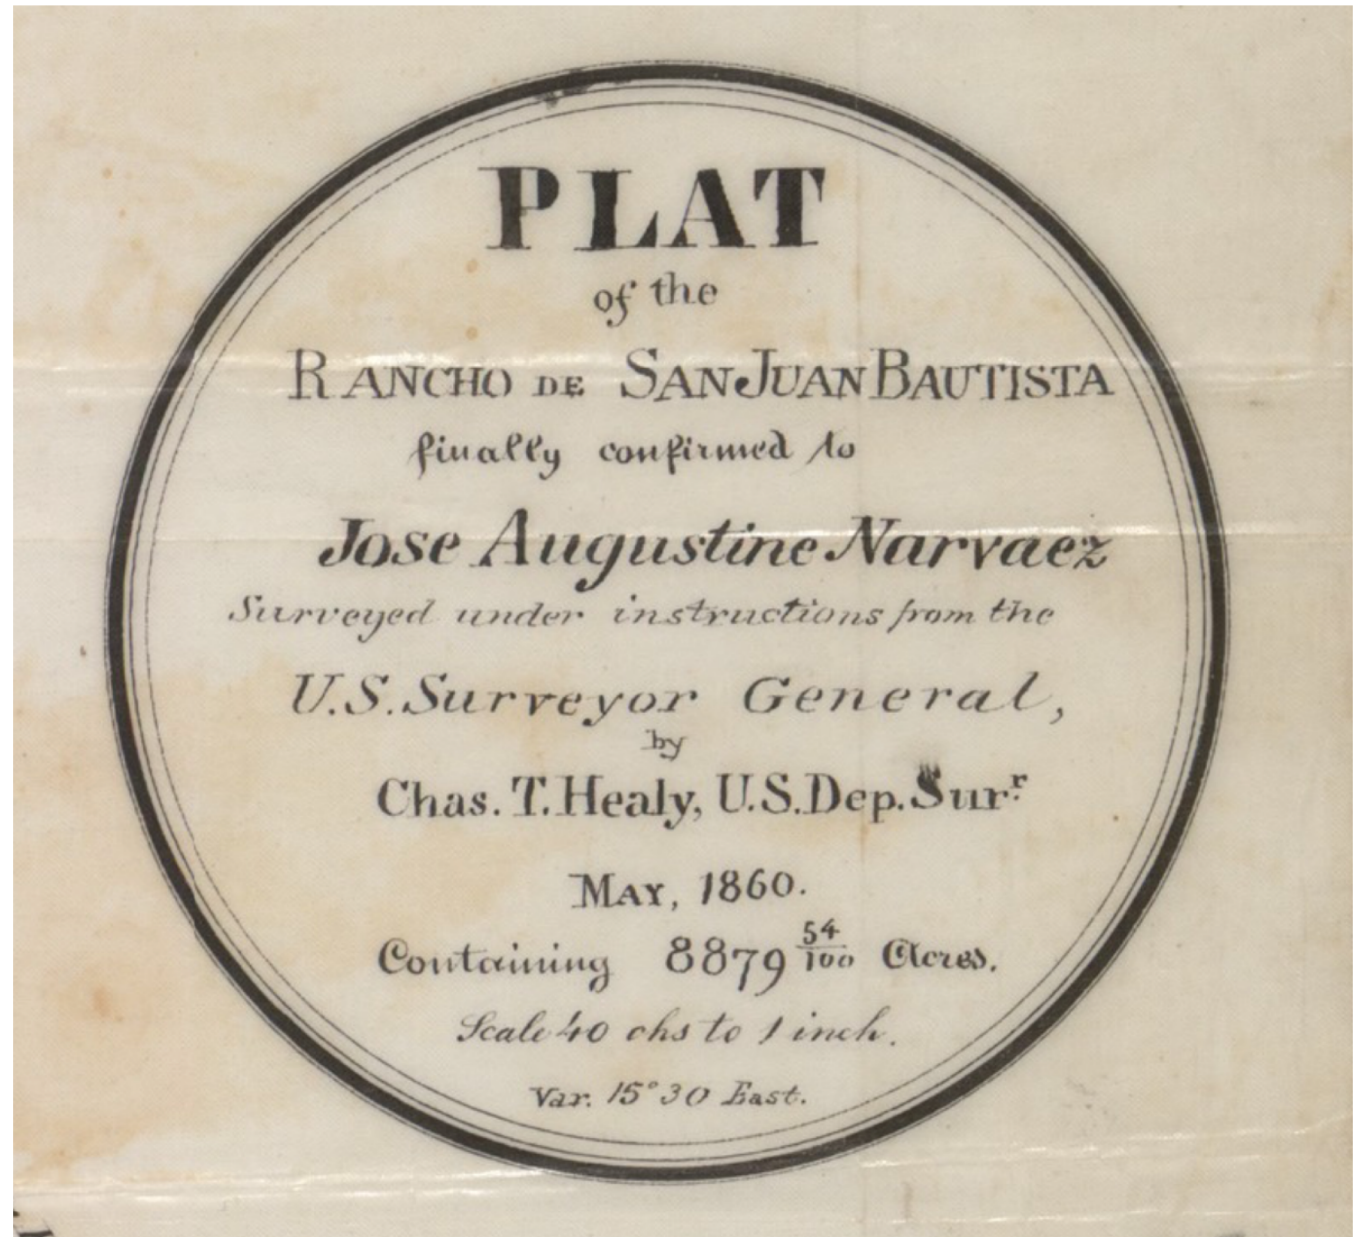 PLAT
of the
RANCHO DE SAN JUAN BAUTISTA
finally confirmed to
Jose Augustine Narvaez
Surveyed under instructions from the
U.S. Surveyor General,
by
Chas. T. Healy, U.S. Dep. Surr.
MAY, 1860.
Containing 8879 54/100 Acres.
Scale 40 chs to 1 inch.
Var. 15° 30 East.